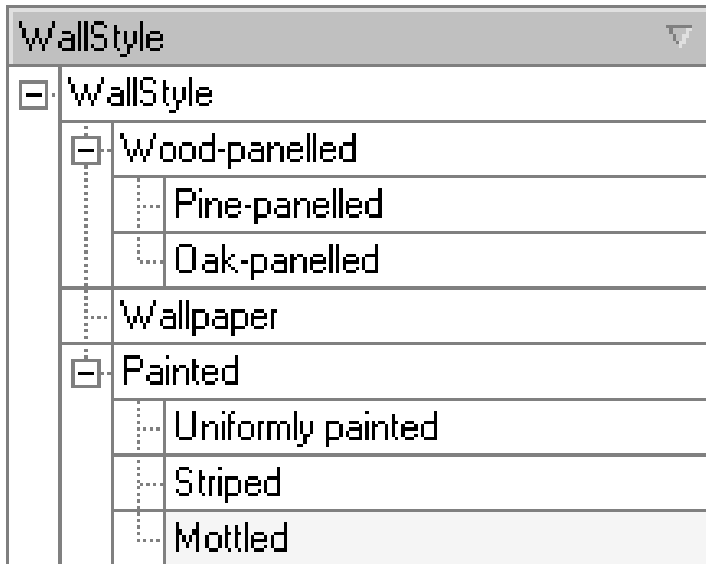 WallStyle
WallStyle
Wood-panelled
Pine-panelled
Oak-panelled
Wallpaper
Painted
Uniformly painted
Striped
Mottled